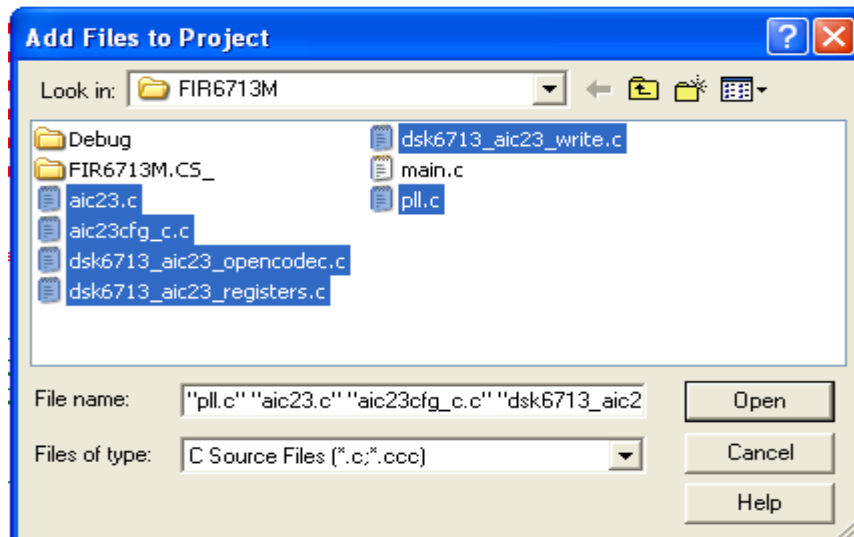 Add Files to Project
Look in: FIR6713M
Debug
FIR6713M.CS_
aic23.c
aic23cfg_c.c
dsk6713_aic23_opencodec.c
dsk6713_aic23_registers.c
dsk6713_aic23_write.c
main.c
pll.c
File name: "pll.c" "aic23.c" "aic23cfg_c.c" "dsk6713_aic2
Open
Files of type: C Source Files (*.c;*.ccc)
Cancel
Help